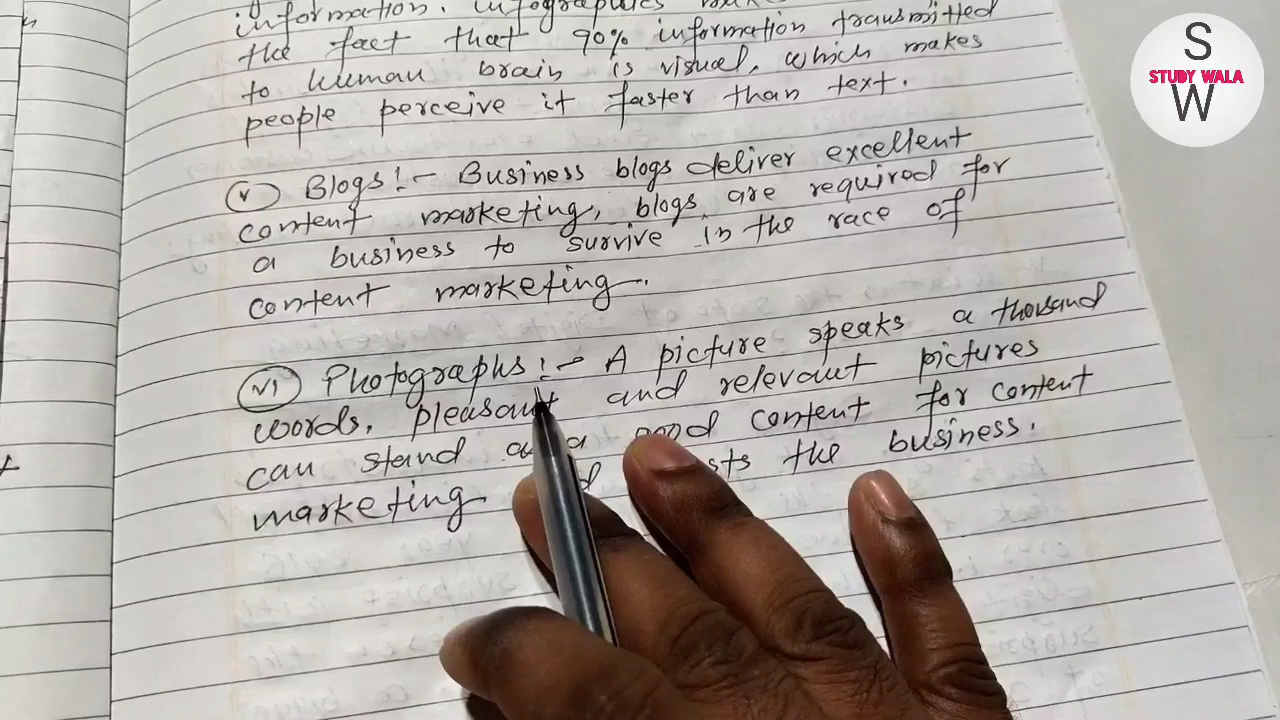 information. Infographics
the fact that 90% information transmitted
to human brain is visual, which makes
people perceive it faster than text.
(v) Blogs:- Business blogs deliver excellent
content marketing, blogs are required for
a business to survive in the race of
content marketing.
(vi) Photographs:- A picture speaks a thousand
words, pleasant and relevant pictures
can stand as a good content for content
marketing the business.
S
STUDY WALA
W